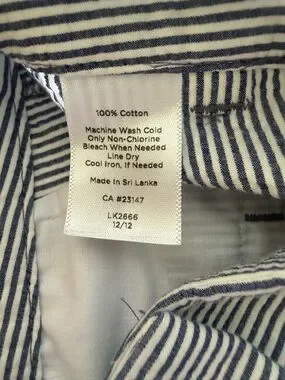 100% Cotton
Machine Wash Cold
Only Non-Chlorine
Bleach When Needed
Line Dry
Cool Iron, If Needed
Made In Sri Lanka
CA #23147
LK2666
12/12